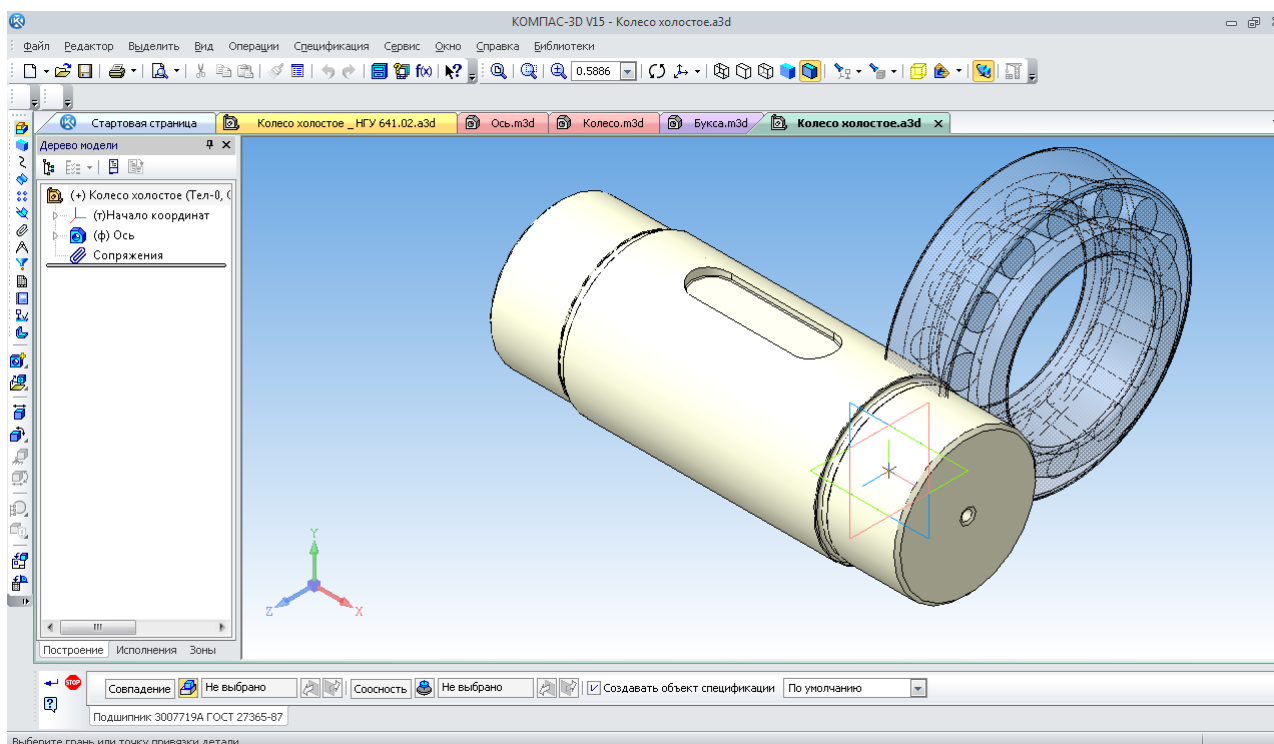 КОМПАС-3D V15 - Колесо холостое.a3d
Файл Редактор Выделить Вид Операции Спецификация Сервис Окно Справка Библиотеки
0.5886
f(x)
Стартовая страница Колесо холостое _НГУ 641.02.a3d Ось.m3d Колесо.m3d Букса.m3d Колесо холостое.a3d
Дерево модели
(+) Колесо холостое (Тел-0, С
(т)Начало координат
(ф) Ось
Сопряжения
Y
Z
X
Построение Исполнения Зоны
STOP Совпадение Не выбрано Соосность Не выбрано Создавать объект спецификации По умолчанию
Подшипник 3007719А ГОСТ 27365-87
Выберите грань или точку привязки детали